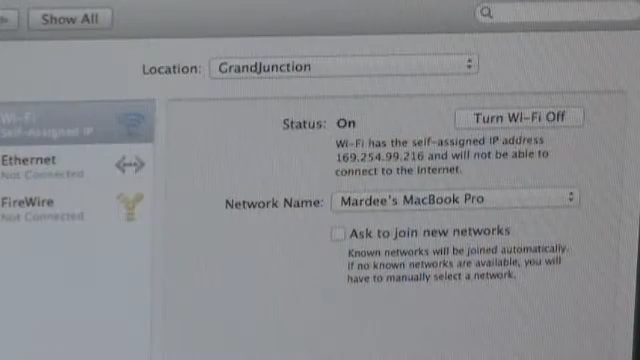 Show All
Location: GrandJunction
Wi-Fi
Self-Assigned IP
Status: On
Turn Wi-Fi Off
Wi-Fi has the self-assigned IP address
169.254.99.216 and will not be able to
connect to the Internet.
Ethernet
Not Connected
FireWire
Not Connected
Network Name: Mardee's MacBook Pro
Ask to join new networks
Known networks will be joined automatically.
If no known networks are available, you will
have to manually select a network.